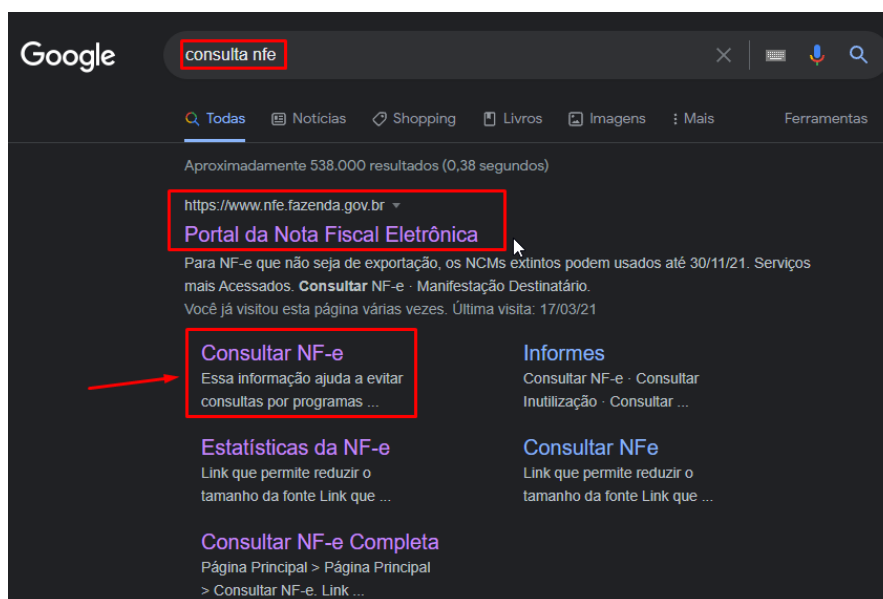 Google
consulta nfe
Todas Notícias Shopping Livros Imagens Mais Ferramentas
Aproximadamente 538.000 resultados (0,38 segundos)
https://www.nfe.fazenda.gov.br
Portal da Nota Fiscal Eletrônica
Para NF-e que não seja de exportação, os NCMs extintos podem usados até 30/11/21. Serviços
mais Acessados. Consultar NF-e · Manifestação Destinatário.
Você já visitou esta página várias vezes. Última visita: 17/03/21
Consultar NF-e
Essa informação ajuda a evitar
consultas por programas ...
Informes
Consultar NF-e · Consultar
Inutilização · Consultar ...
Estatísticas da NF-e
Link que permite reduzir o
tamanho da fonte Link que ...
Consultar NFe
Link que permite reduzir o
tamanho da fonte Link que ...
Consultar NF-e Completa
Página Principal > Página Principal
> Consultar NF-e. Link ...